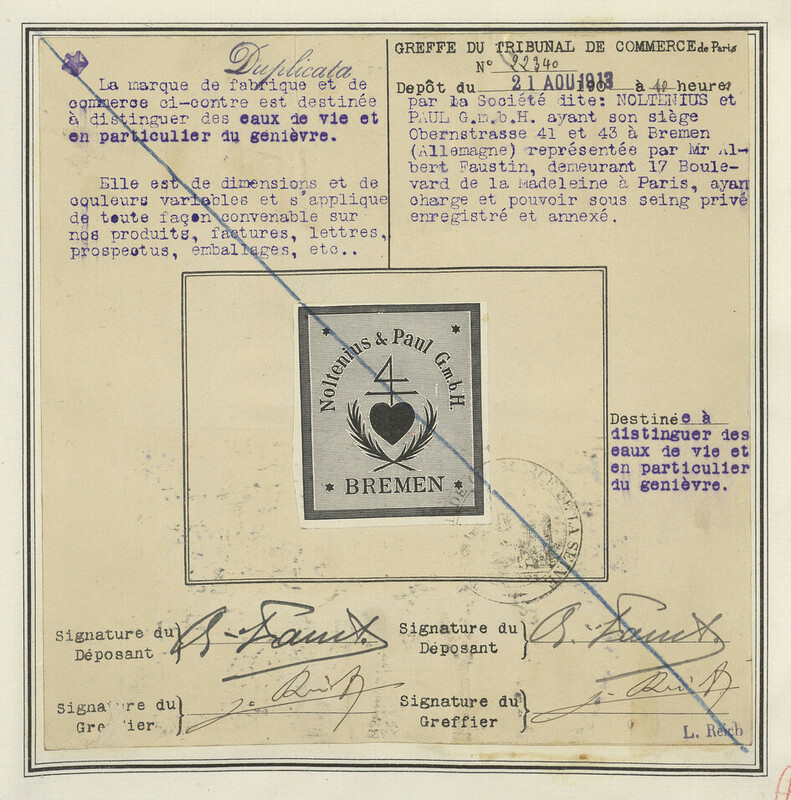 Duplicata
La marque de fabrique et de
commerce ci-contre est destinée
à distinguer des eaux de vie et
en particulier du genièvre.
Elle est de dimensions et de
couleurs variables et s'applique
de toute façon convenable sur
nos produits, factures, lettres,
prospectus, emballages, etc..
GREFFE DU TRIBUNAL DE COMMERCE de Paris
N° 22340
Depôt du 21 AOU 1913 à 10 heures
par la Société dite: NOLTENIUS et
PAUL G.m.b.H. ayant son siège
Obernstrasse 41 et 43 à Bremen
(Allemagne) représentée par Mr Al-
bert Faustin, demeurant 17 Boule-
vard de la Madeleine à Paris, ayan
charge et pouvoir sous seing privé
enregistré et annexé.
Noltenius & Paul G.m.b.H.
4
BREMEN
Destinée à
distinguer des
eaux de vie et
en particulier
du genièvre.
DE LA SEINE
Signature du Déposant
Signature du Déposant
Signature du Greffier
Signature du Greffier
L. Reich